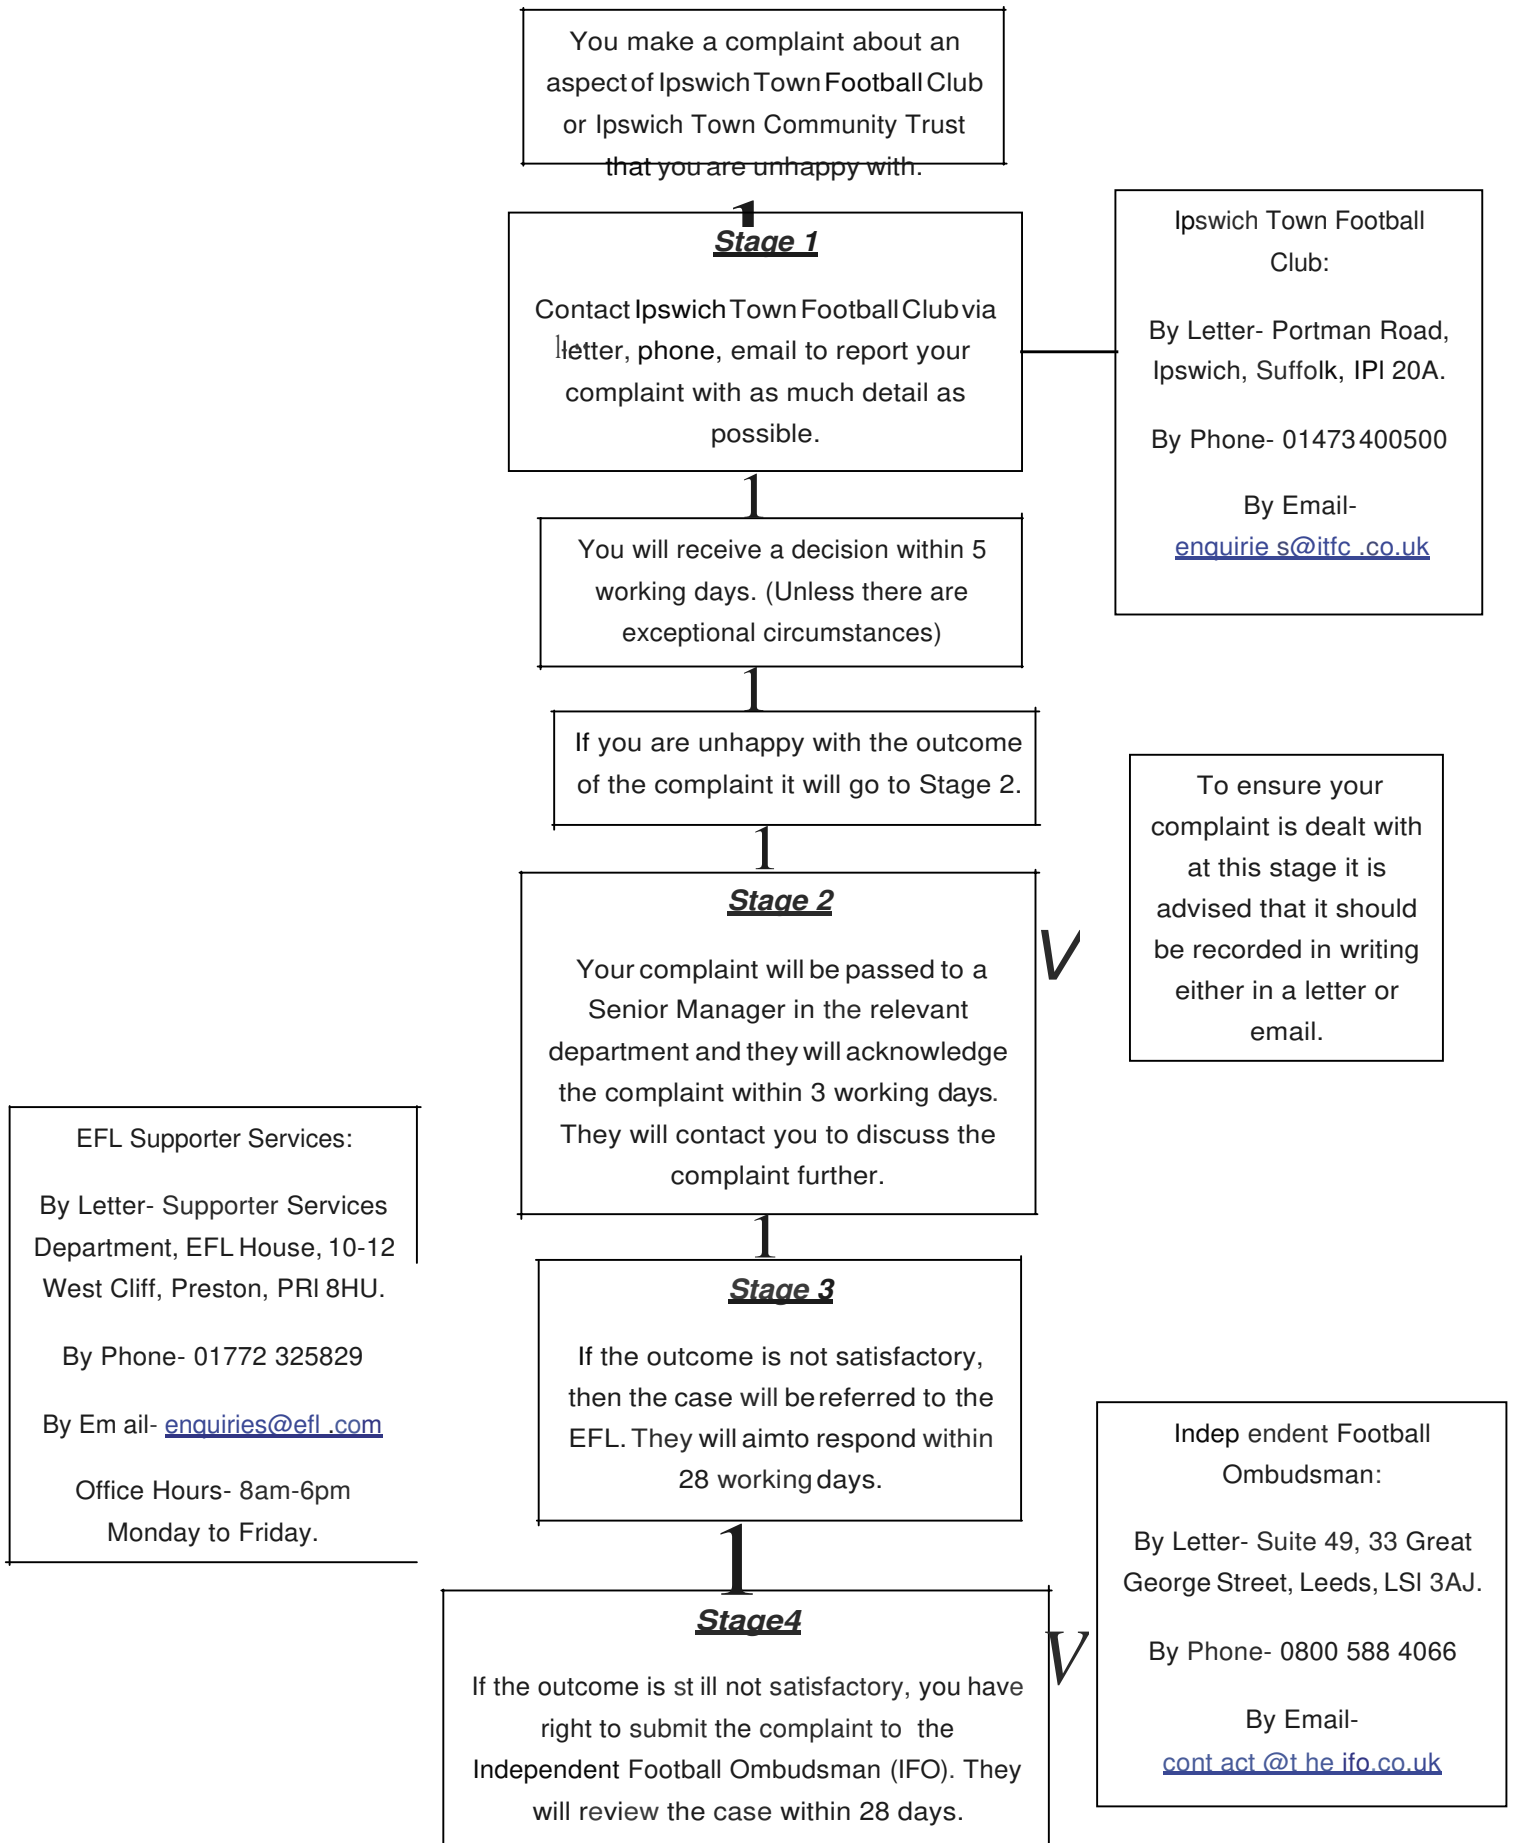 You make a complaint about an
aspect of Ipswich Town Football Club
or Ipswich Town Community Trust
that you are unhappy with.
Stage 1
Contact Ipswich Town Football Club via
letter, phone, email to report your
complaint with as much detail as
possible.
Ipswich Town Football
Club:
By Letter- Portman Road,
Ipswich, Suffolk, IPl 20A.
By Phone- 01473 400500
By Email-
enquirie s@itfc .co.uk
You will receive a decision within 5
working days. (Unless there are
exceptional circumstances)
If you are unhappy with the outcome
of the complaint it will go to Stage 2.
Stage 2
Your complaint will be passed to a
Senior Manager in the relevant
department and they will acknowledge
the complaint within 3 working days.
They will contact you to discuss the
complaint further.
V
To ensure your
complaint is dealt with
at this stage it is
advised that it should
be recorded in writing
either in a letter or
email.
EFL Supporter Services:
By Letter- Supporter Services
Department, EFL House, 10-12
West Cliff, Preston, PRl 8HU.
By Phone- 01772 325829
By Em ail- enquiries@efl .com
Office Hours- 8am-6pm
Monday to Friday.
Stage 3
If the outcome is not satisfactory,
then the case will be referred to the
EFL. They will aim to respond within
28 working days.
Stage4
If the outcome is st ill not satisfactory, you have
right to submit the complaint to the
Independent Football Ombudsman (IFO). They
will review the case within 28 days.
V
Indep endent Football
Ombudsman:
By Letter- Suite 49, 33 Great
George Street, Leeds, LSl 3AJ.
By Phone- 0800 588 4066
By Email-
cont act @t he ifo.co.uk